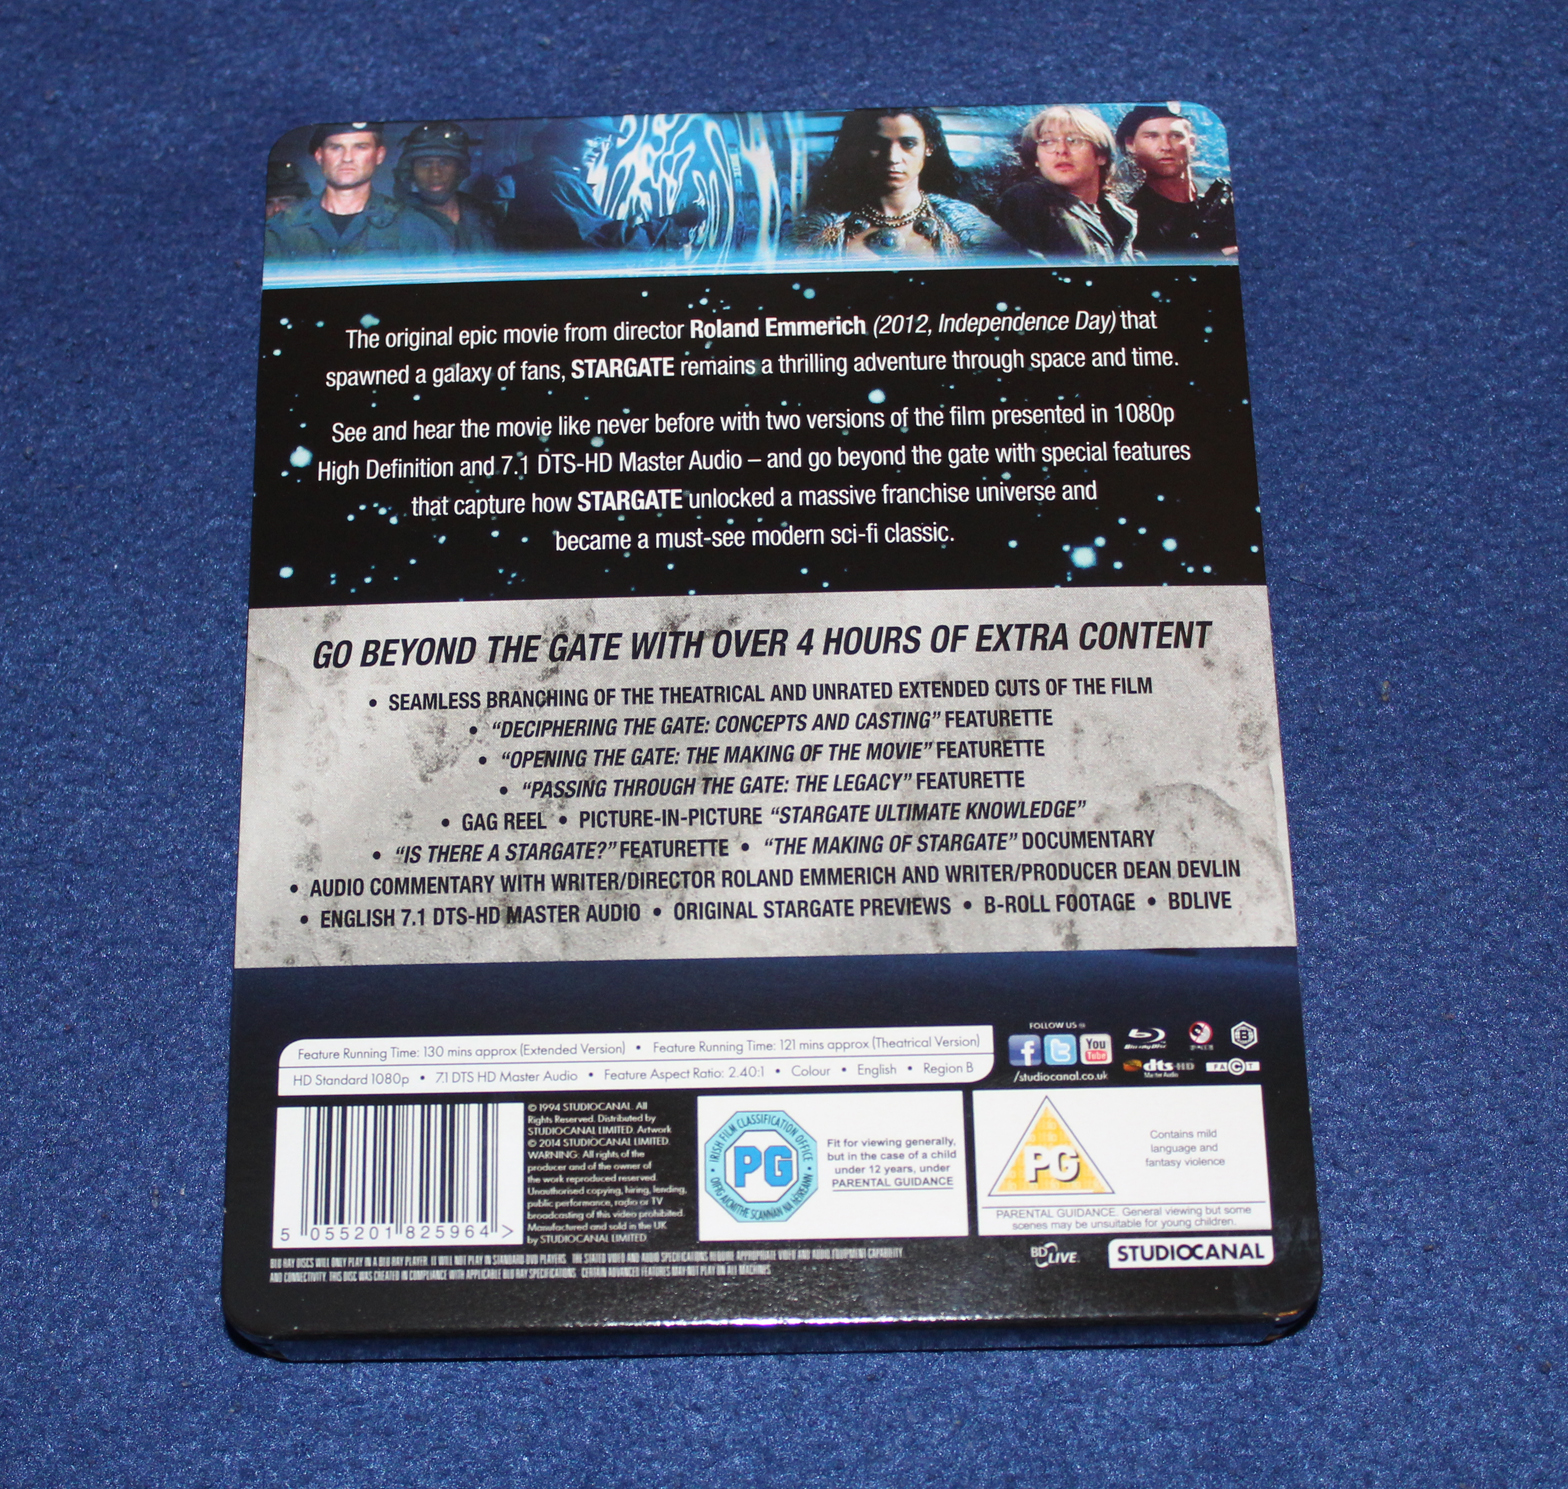 The original epic movie from director Roland Emmerich (2012, Independence Day) that
spawned a galaxy of fans, STARGATE remains a thrilling adventure through space and time.
See and hear the movie like never before with two versions of the film presented in 1080p
High Definition and 7.1 DTS-HD Master Audio – and go beyond the gate with special features
that capture how STARGATE unlocked a massive franchise universe and
became a must-see modern sci-fi classic.
GO BEYOND THE GATE WITH OVER 4 HOURS OF EXTRA CONTENT
• SEAMLESS BRANCHING OF THE THEATRICAL AND UNRATED EXTENDED CUTS OF THE FILM
• “DECIPHERING THE GATE: CONCEPTS AND CASTING” FEATURETTE
• “OPENING THE GATE: THE MAKING OF THE MOVIE” FEATURETTE
• “PASSING THROUGH THE GATE: THE LEGACY” FEATURETTE
• GAG REEL • PICTURE-IN-PICTURE “STARGATE ULTIMATE KNOWLEDGE”
• “IS THERE A STARGATE?” FEATURETTE • “THE MAKING OF STARGATE” DOCUMENTARY
• AUDIO COMMENTARY WITH WRITER/DIRECTOR ROLAND EMMERICH AND WRITER/PRODUCER DEAN DEVLIN
• ENGLISH 7.1 DTS-HD MASTER AUDIO • ORIGINAL STARGATE PREVIEWS • B-ROLL FOOTAGE • BDLIVE
Feature Running Time: 130 mins approx (Extended Version) • Feature Running Time: 121 mins approx (Theatrical Version)
HD Standard 1080p • 7.1 DTS HD Master Audio • Feature Aspect Ratio: 2.40:1 • Colour • English • Region B
FOLLOW US
f
You Tube
/studiocanal.co.uk
Blu-ray Disc
dts HD
Master Audio
B
FACT
5 055201 825964 >
© 1994 STUDIOCANAL All
Rights Reserved. Distributed by
STUDIOCANAL LIMITED Artwork
© 2014 STUDIOCANAL LIMITED
WARNING: All rights of the
producer and the owner of
the work reproduced reserved.
Unauthorised copying, hiring, lending,
public performance, radio or TV
broadcasting of this video prohibited.
Manufactured and sold in the UK
by STUDIOCANAL LIMITED
IRISH FILM CLASSIFICATION OFFICE
PG
OIFIG AICMITHE SCANNÁN NA hÉIREANN
Fit for viewing generally,
but in the case of a child
under 12 years, under
PARENTAL GUIDANCE
PG
Contains mild
language and
fantasy violence
PARENTAL GUIDANCE. General viewing but some
scenes may be unsuitable for young children.
BD LIVE
STUDIOCANAL